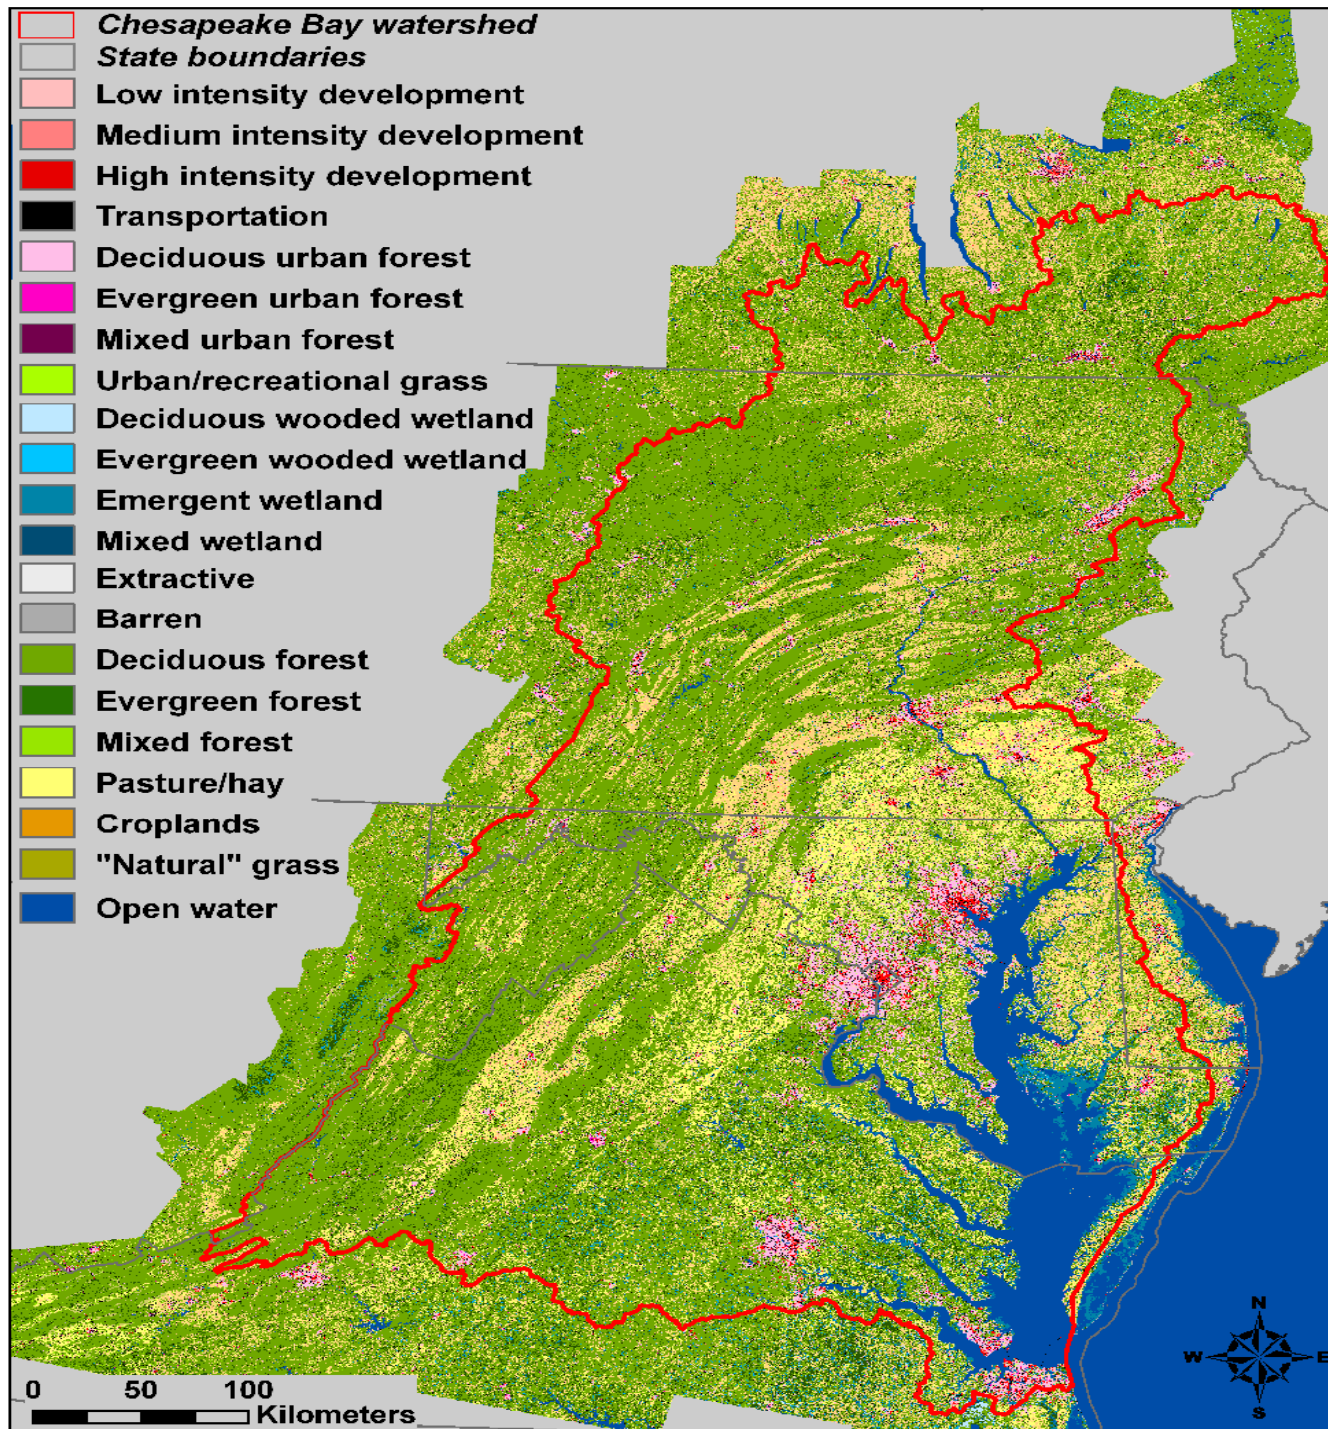 Chesapeake Bay watershed
State boundaries
Low intensity development
Medium intensity development
High intensity development
Transportation
Deciduous urban forest
Evergreen urban forest
Mixed urban forest
Urban/recreational grass
Deciduous wooded wetland
Evergreen wooded wetland
Emergent wetland
Mixed wetland
Extractive
Barren
Deciduous forest
Evergreen forest
Mixed forest
Pasture/hay
Croplands
"Natural" grass
Open water
N
W E
S
0 50 100
Kilometers